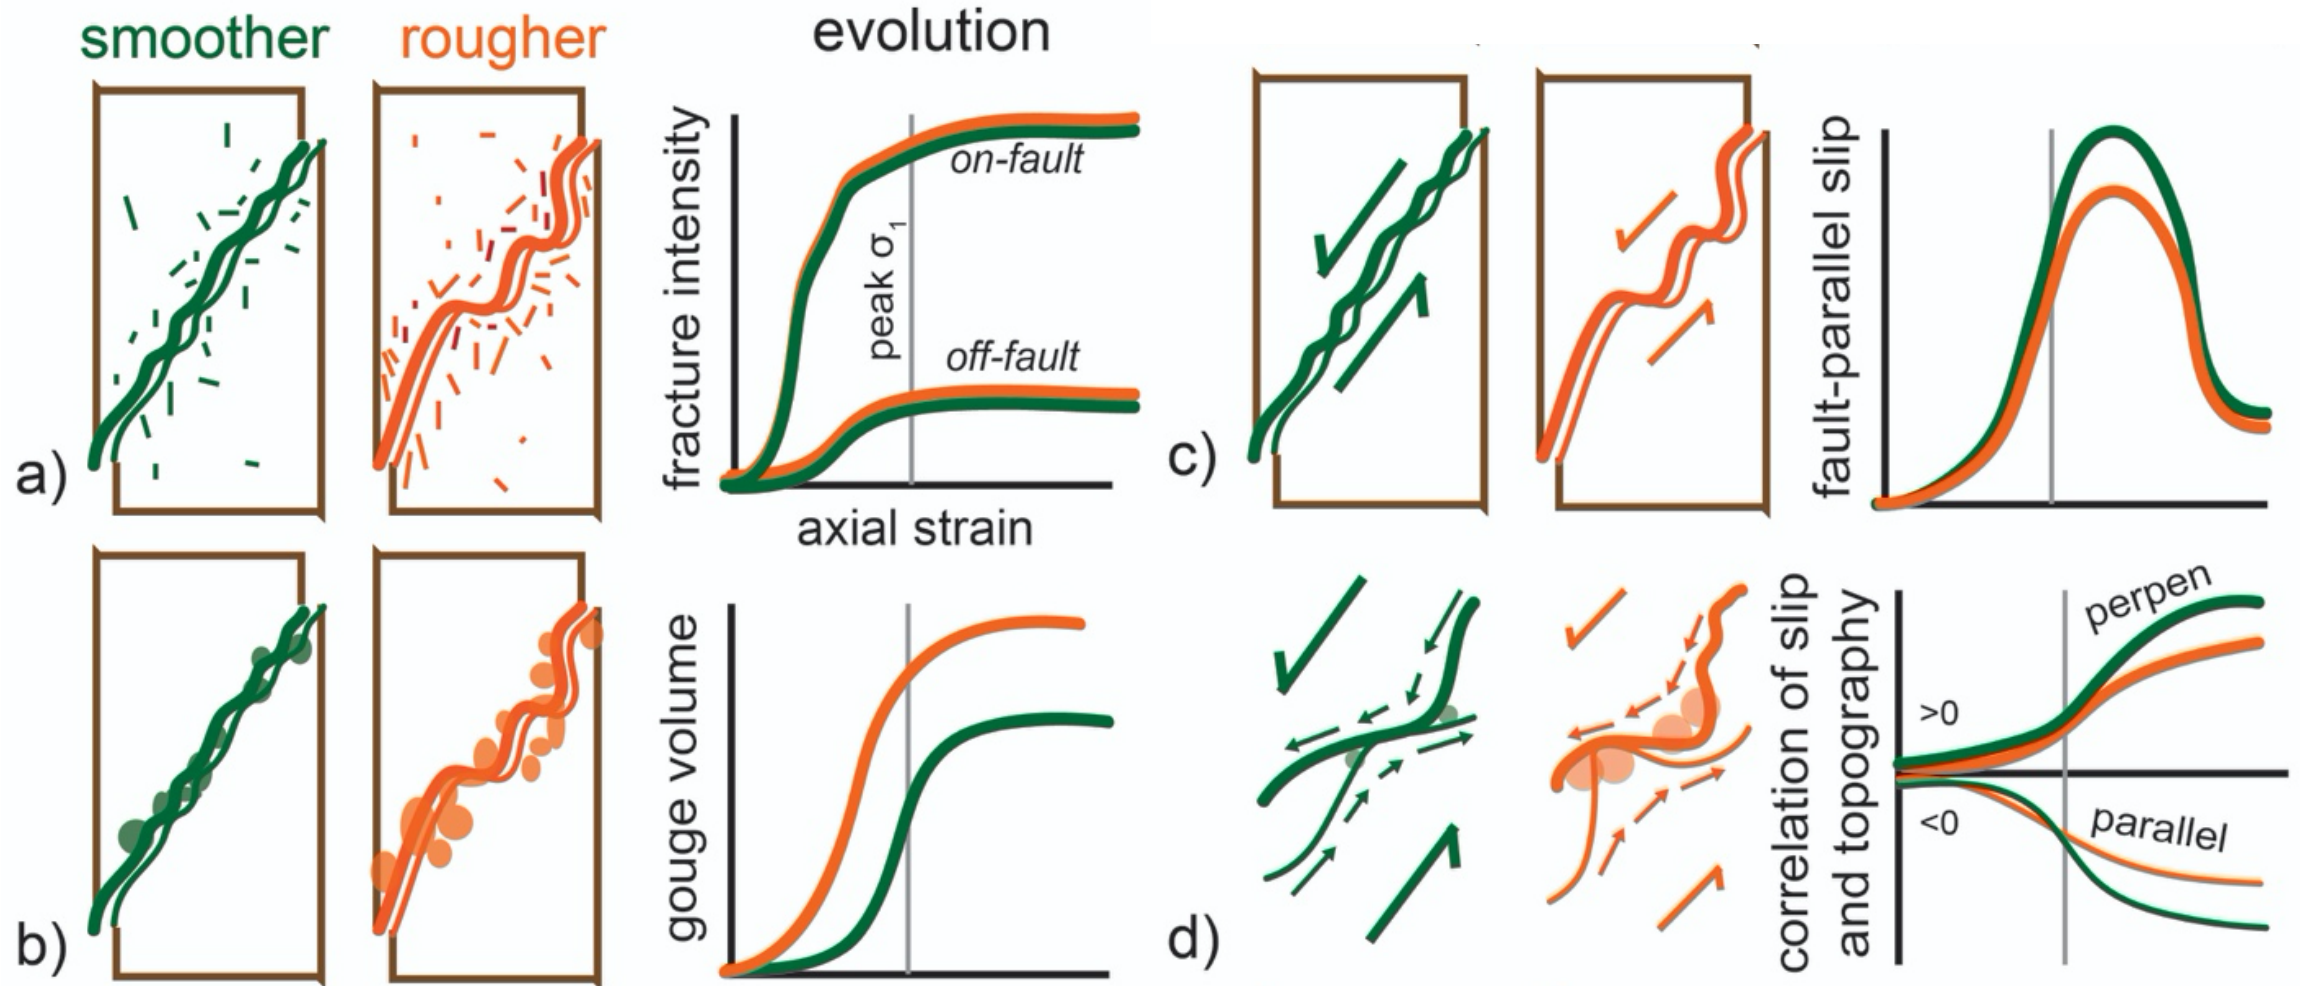 smoother
rougher
evolution
a)
fracture intensity
peak σ1
on-fault
off-fault
axial strain
b)
gouge volume
c)
fault-parallel slip
d)
correlation of slip
and topography
perpen
>0
<0
parallel